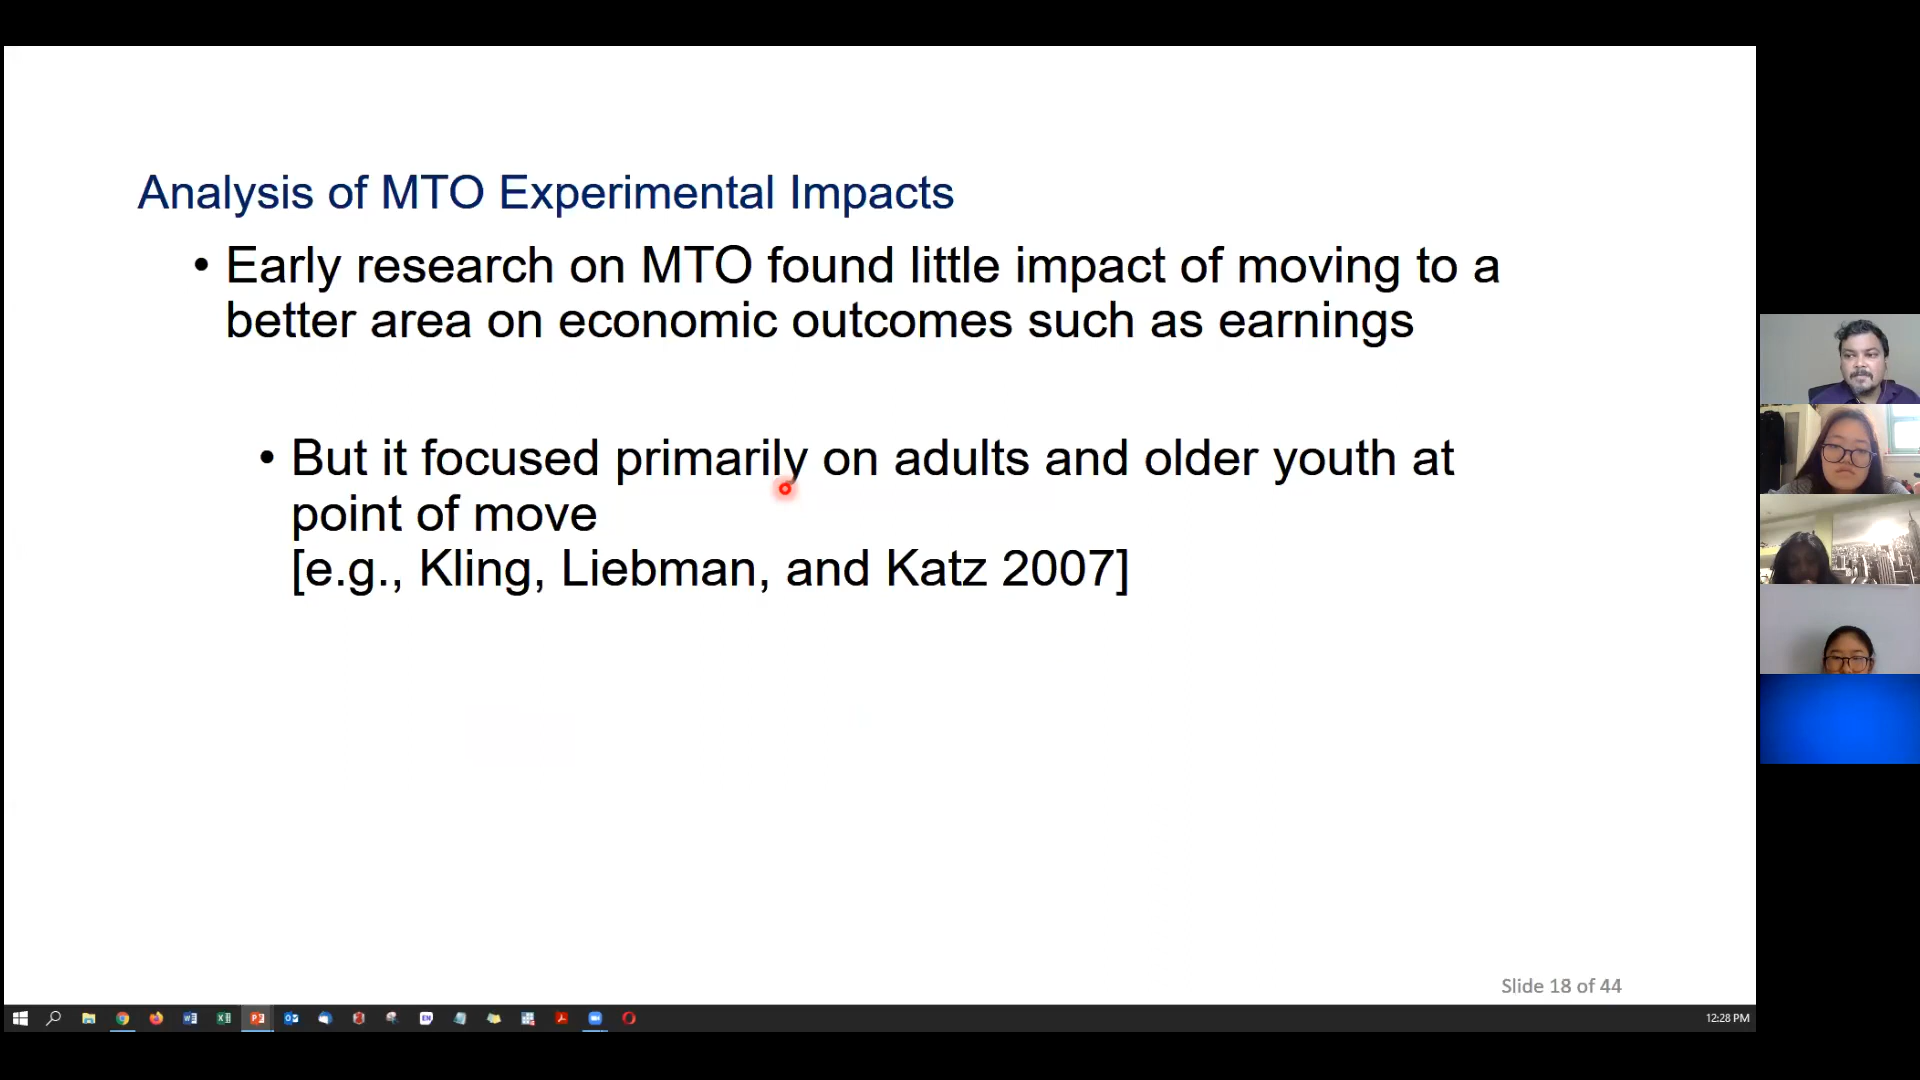 Analysis of MTO Experimental Impacts
• Early research on MTO found little impact of moving to a
better area on economic outcomes such as earnings
• But it focused primarily on adults and older youth at
point of move
[e.g., Kling, Liebman, and Katz 2007]
Slide 18 of 44
12:28 PM